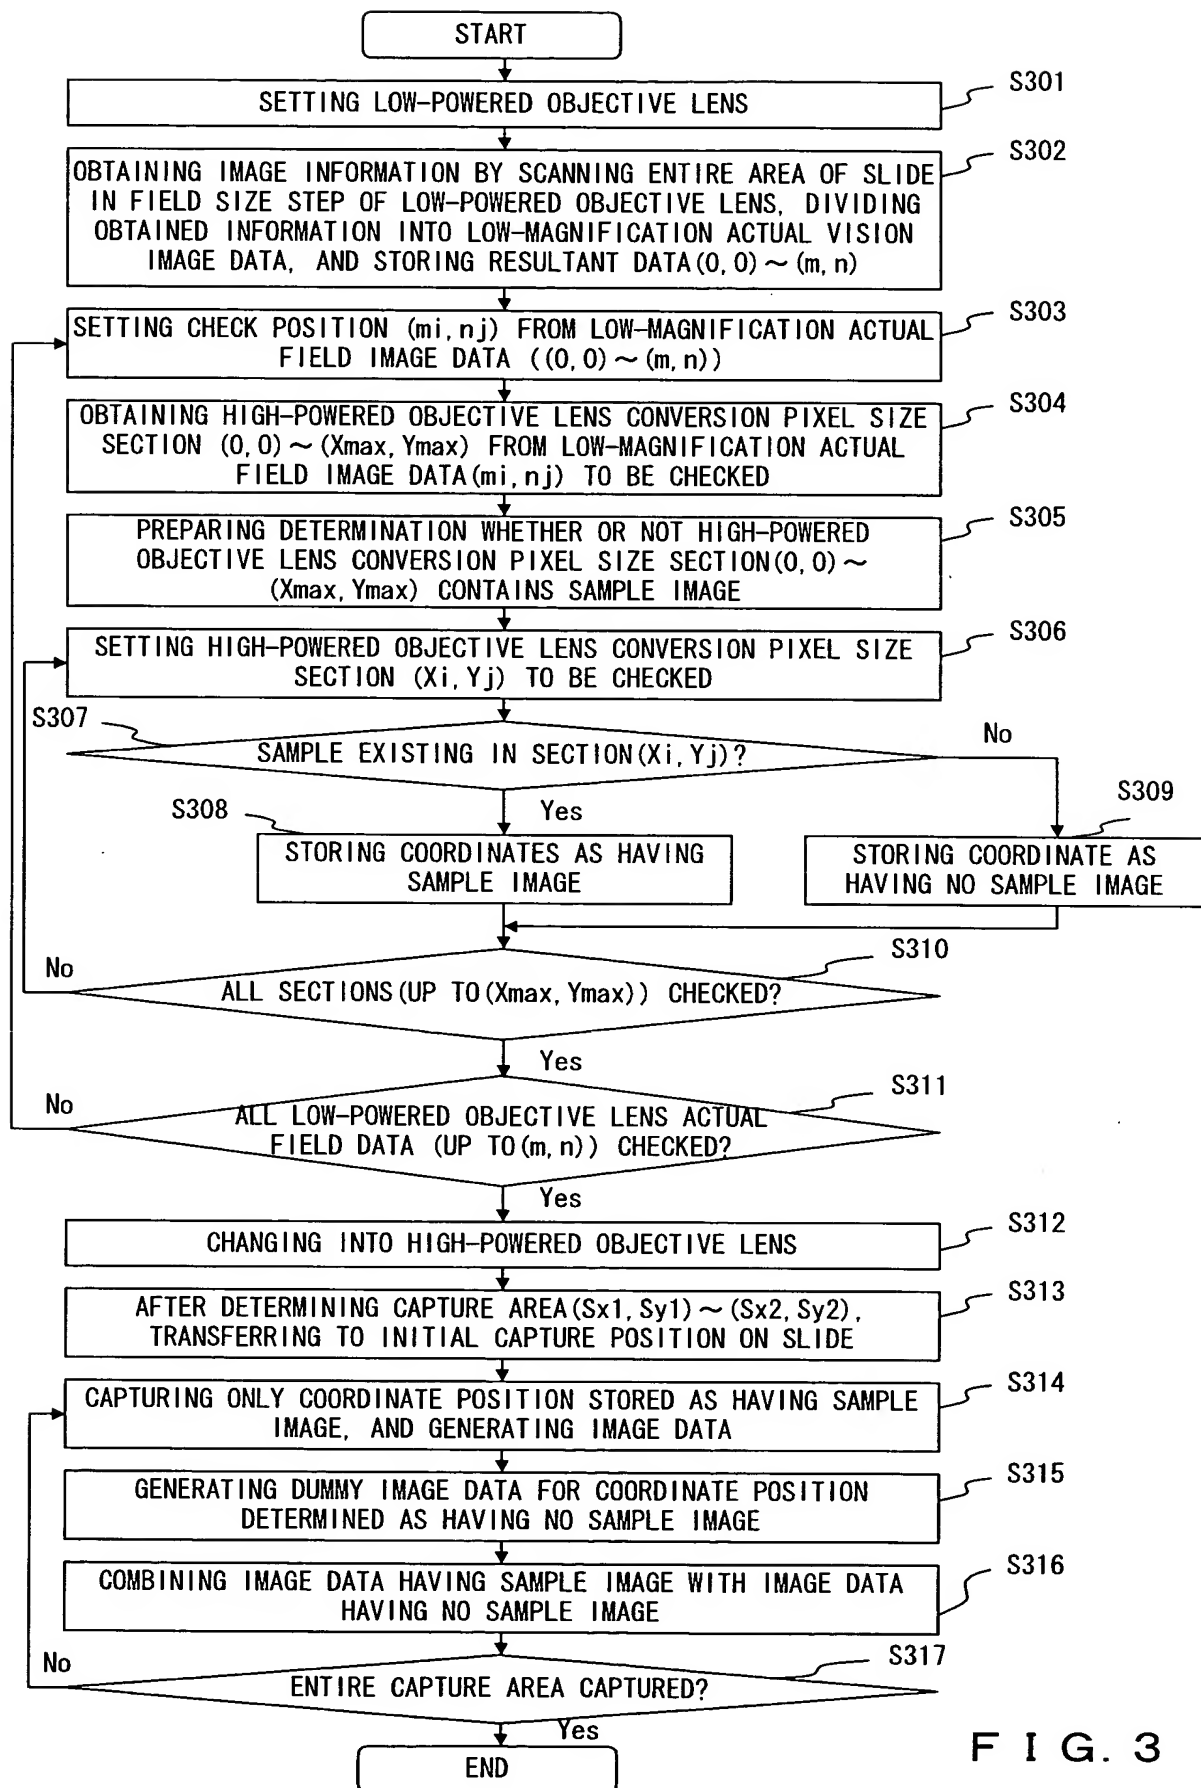 START
SETTING LOW-POWERED OBJECTIVE LENS
S301
OBTAINING IMAGE INFORMATION BY SCANNING ENTIRE AREA OF SLIDE
IN FIELD SIZE STEP OF LOW-POWERED OBJECTIVE LENS, DIVIDING
OBTAINED INFORMATION INTO LOW-MAGNIFICATION ACTUAL VISION
IMAGE DATA, AND STORING RESULTANT DATA(0,0)~(m,n)
S302
SETTING CHECK POSITION (mi,nj) FROM LOW-MAGNIFICATION ACTUAL
FIELD IMAGE DATA ((0,0)~(m,n))
S303
OBTAINING HIGH-POWERED OBJECTIVE LENS CONVERSION PIXEL SIZE
SECTION (0,0)~(Xmax,Ymax) FROM LOW-MAGNIFICATION ACTUAL
FIELD IMAGE DATA(mi,nj) TO BE CHECKED
S304
PREPARING DETERMINATION WHETHER OR NOT HIGH-POWERED
OBJECTIVE LENS CONVERSION PIXEL SIZE SECTION(0,0)~
(Xmax,Ymax) CONTAINS SAMPLE IMAGE
S305
SETTING HIGH-POWERED OBJECTIVE LENS CONVERSION PIXEL SIZE
SECTION (Xi,Yj) TO BE CHECKED
S306
S307
SAMPLE EXISTING IN SECTION(Xi,Yj)?
No
Yes
S308
STORING COORDINATES AS HAVING
SAMPLE IMAGE
S309
STORING COORDINATE AS
HAVING NO SAMPLE IMAGE
S310
No
ALL SECTIONS(UP TO(Xmax,Ymax)) CHECKED?
Yes
S311
No
ALL LOW-POWERED OBJECTIVE LENS ACTUAL
FIELD DATA (UP TO(m,n)) CHECKED?
Yes
CHANGING INTO HIGH-POWERED OBJECTIVE LENS
S312
AFTER DETERMINING CAPTURE AREA(Sx1,Sy1)~(Sx2,Sy2),
TRANSFERRING TO INITIAL CAPTURE POSITION ON SLIDE
S313
CAPTURING ONLY COORDINATE POSITION STORED AS HAVING SAMPLE
IMAGE, AND GENERATING IMAGE DATA
S314
GENERATING DUMMY IMAGE DATA FOR COORDINATE POSITION
DETERMINED AS HAVING NO SAMPLE IMAGE
S315
COMBINING IMAGE DATA HAVING SAMPLE IMAGE WITH IMAGE DATA
HAVING NO SAMPLE IMAGE
S316
No
ENTIRE CAPTURE AREA CAPTURED?
S317
Yes
END
FIG. 3